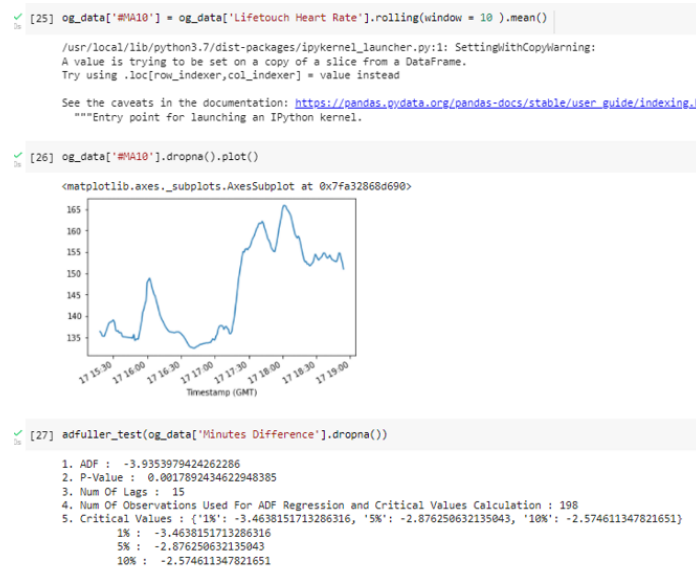 [25] og_data['#MA10'] = og_data['Lifetouch Heart Rate'].rolling(window = 10 ).mean()
/usr/local/lib/python3.7/dist-packages/ipykernel_launcher.py:1: SettingWithCopyWarning:
A value is trying to be set on a copy of a slice from a DataFrame.
Try using .loc[row_indexer,col_indexer] = value instead
See the caveats in the documentation: https://pandas.pydata.org/pandas-docs/stable/user_guide/indexing.
"""Entry point for launching an IPython kernel.
[26] og_data['#MA10'].dropna().plot()
<matplotlib.axes._subplots.AxesSubplot at 0x7fa32868d690>
165
160
155
150
145
140
135
17 15:30 17 16:00 17 16:30 17 17:00 17 17:30 17 18:00 17 18:30 17 19:00
Timestamp (GMT)
[27] adfuller_test(og_data['Minutes Difference'].dropna())
1. ADF : -3.9353979424262286
2. P-Value : 0.0017892434622948385
3. Num Of Lags : 15
4. Num Of Observations Used For ADF Regression and Critical Values Calculation : 198
5. Critical Values : {'1%': -3.4638151713286316, '5%': -2.876250632135043, '10%': -2.574611347821651}
1% : -3.4638151713286316
5% : -2.876250632135043
10% : -2.574611347821651